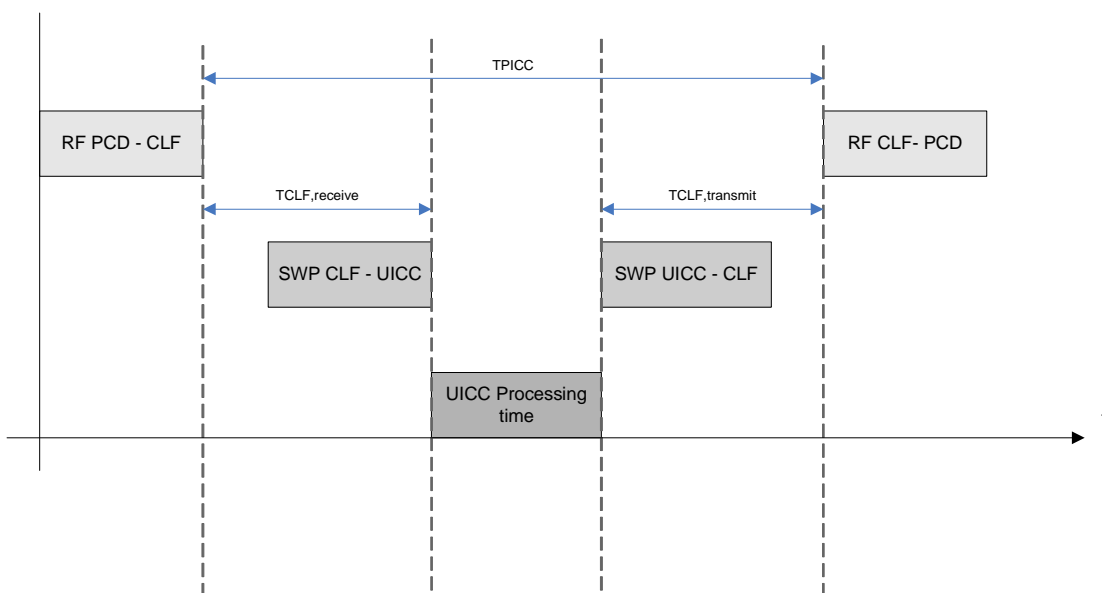 TPICC
RF PCD - CLF
RF CLF- PCD
TCLF,receive
TCLF,transmit
SWP CLF - UICC
SWP UICC - CLF
UICC Processing
time